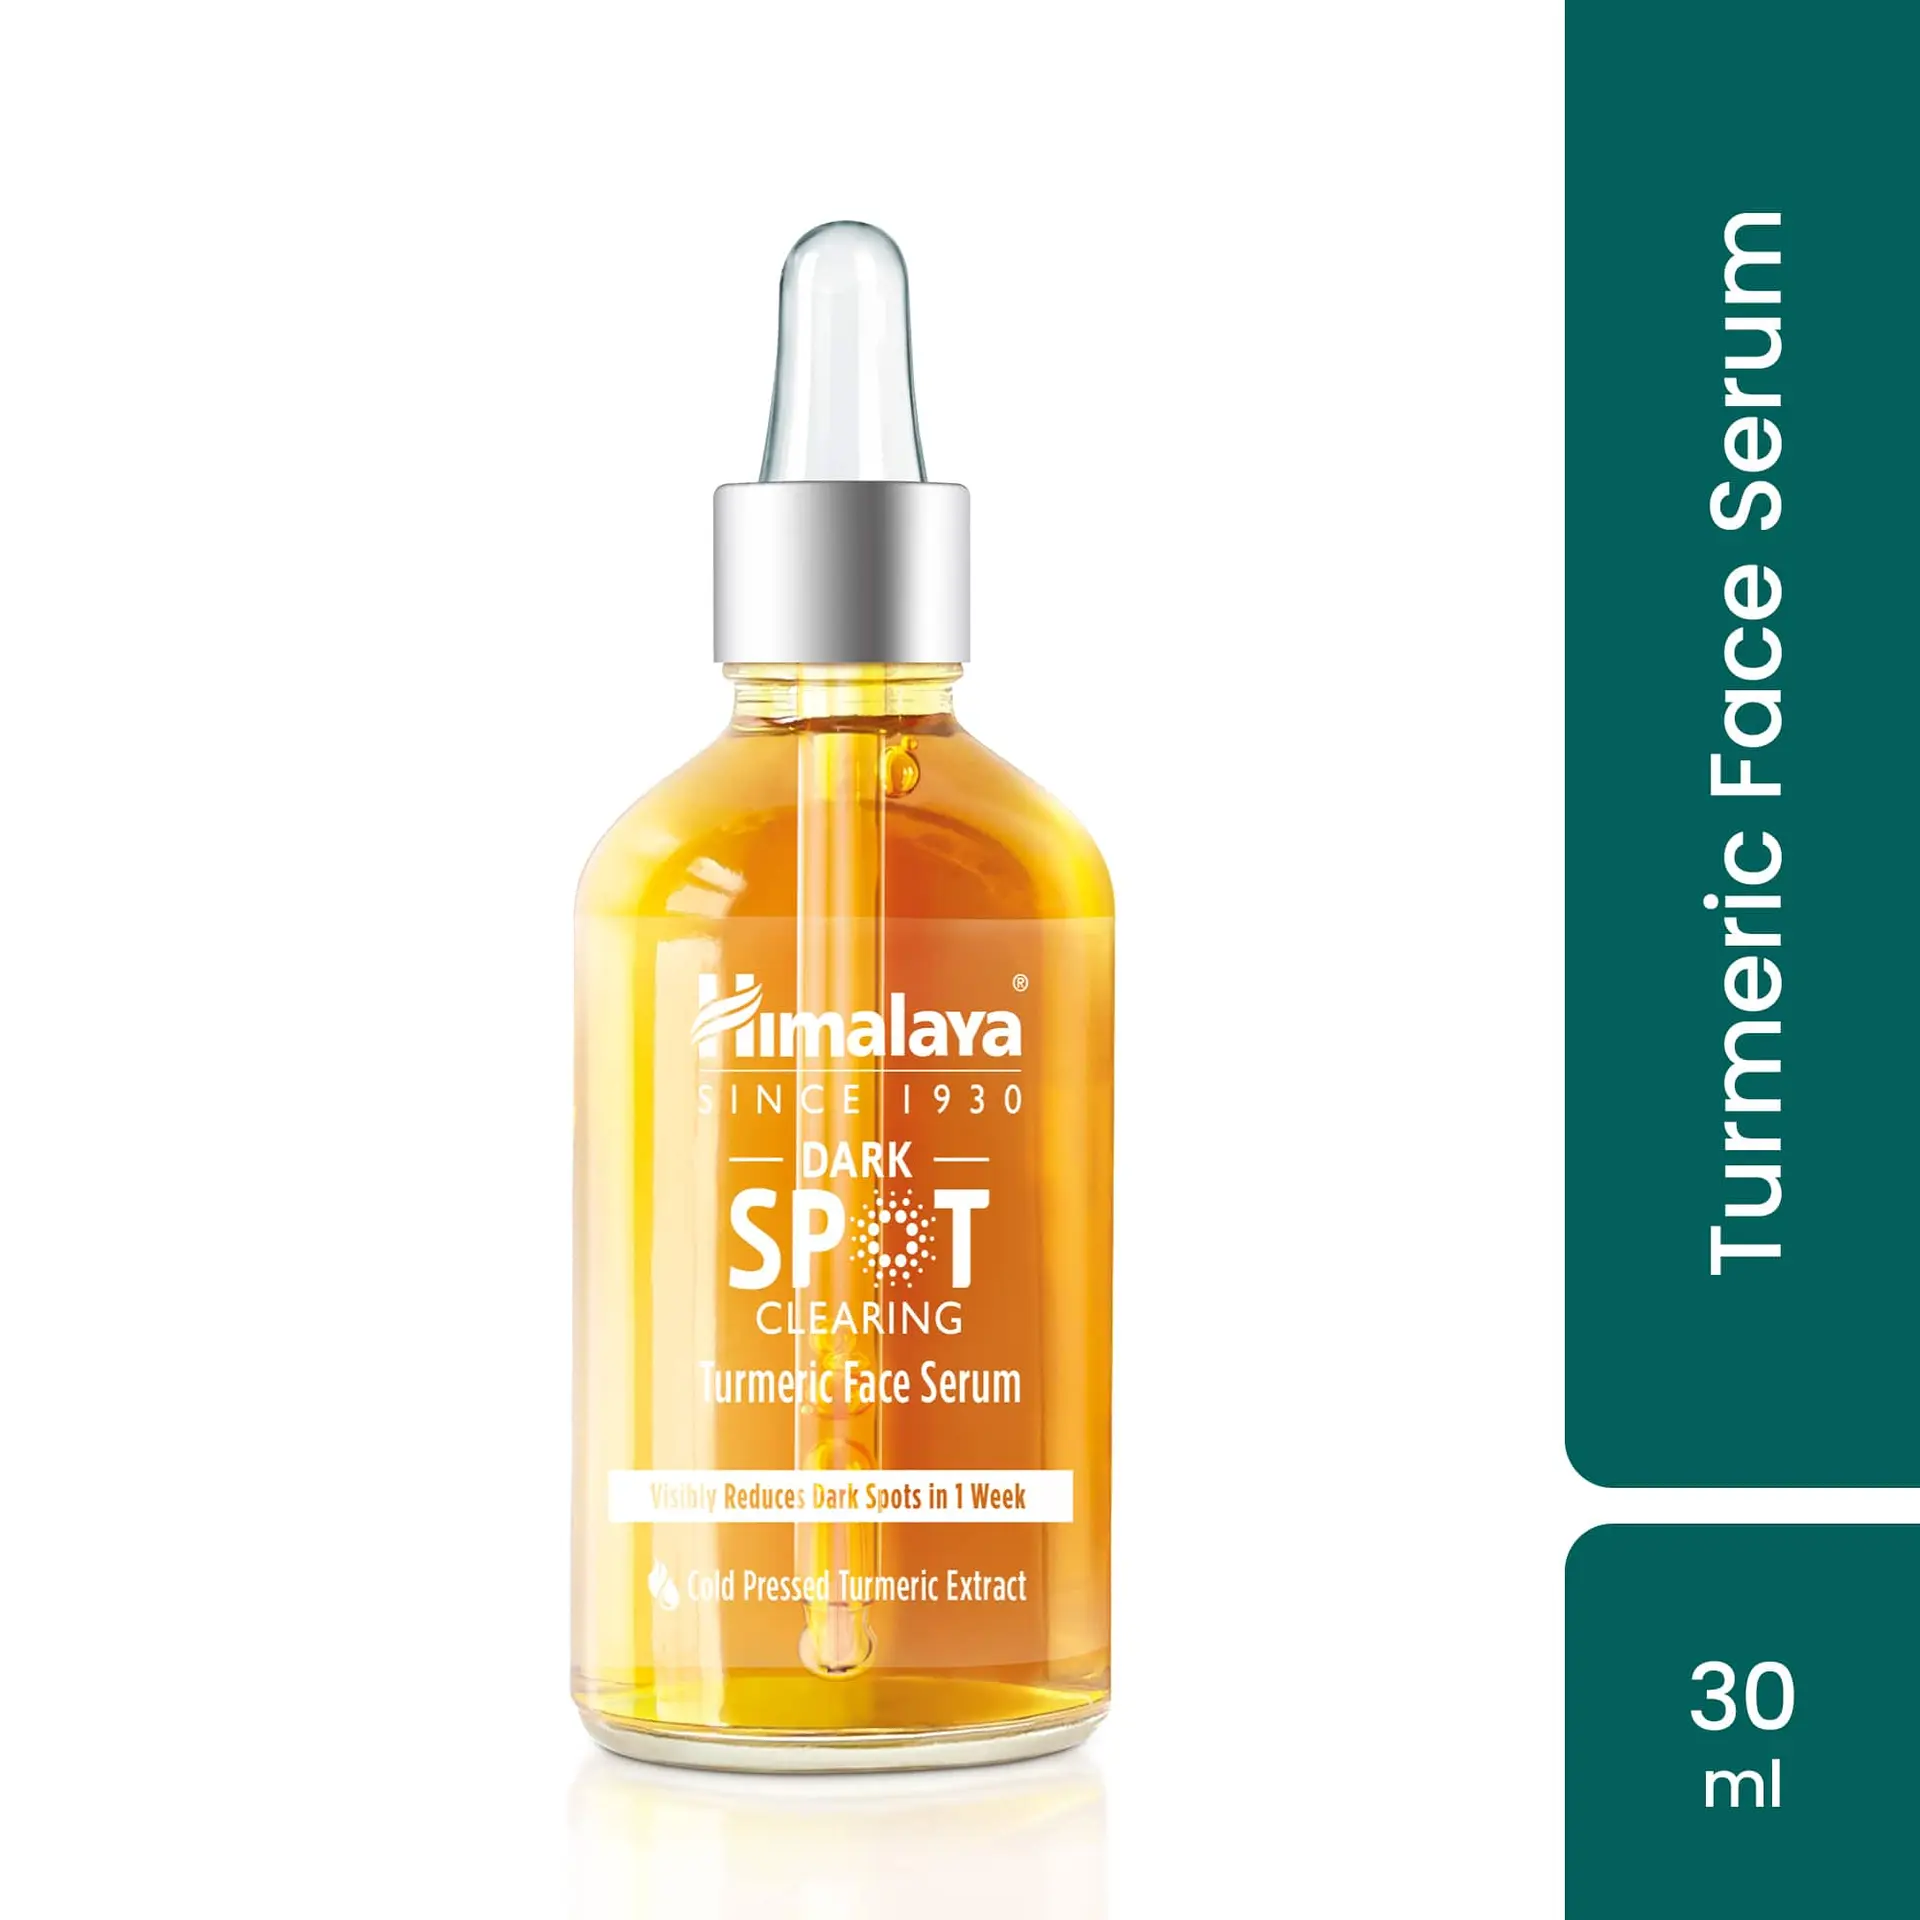 Himalaya®
SINCE 1930
DARK
SPOT
CLEARING
Turmeric Face Serum
Visibly Reduces Dark Spots in 1 Week
Cold Pressed Turmeric Extract
Turmeric Face Serum
30
ml